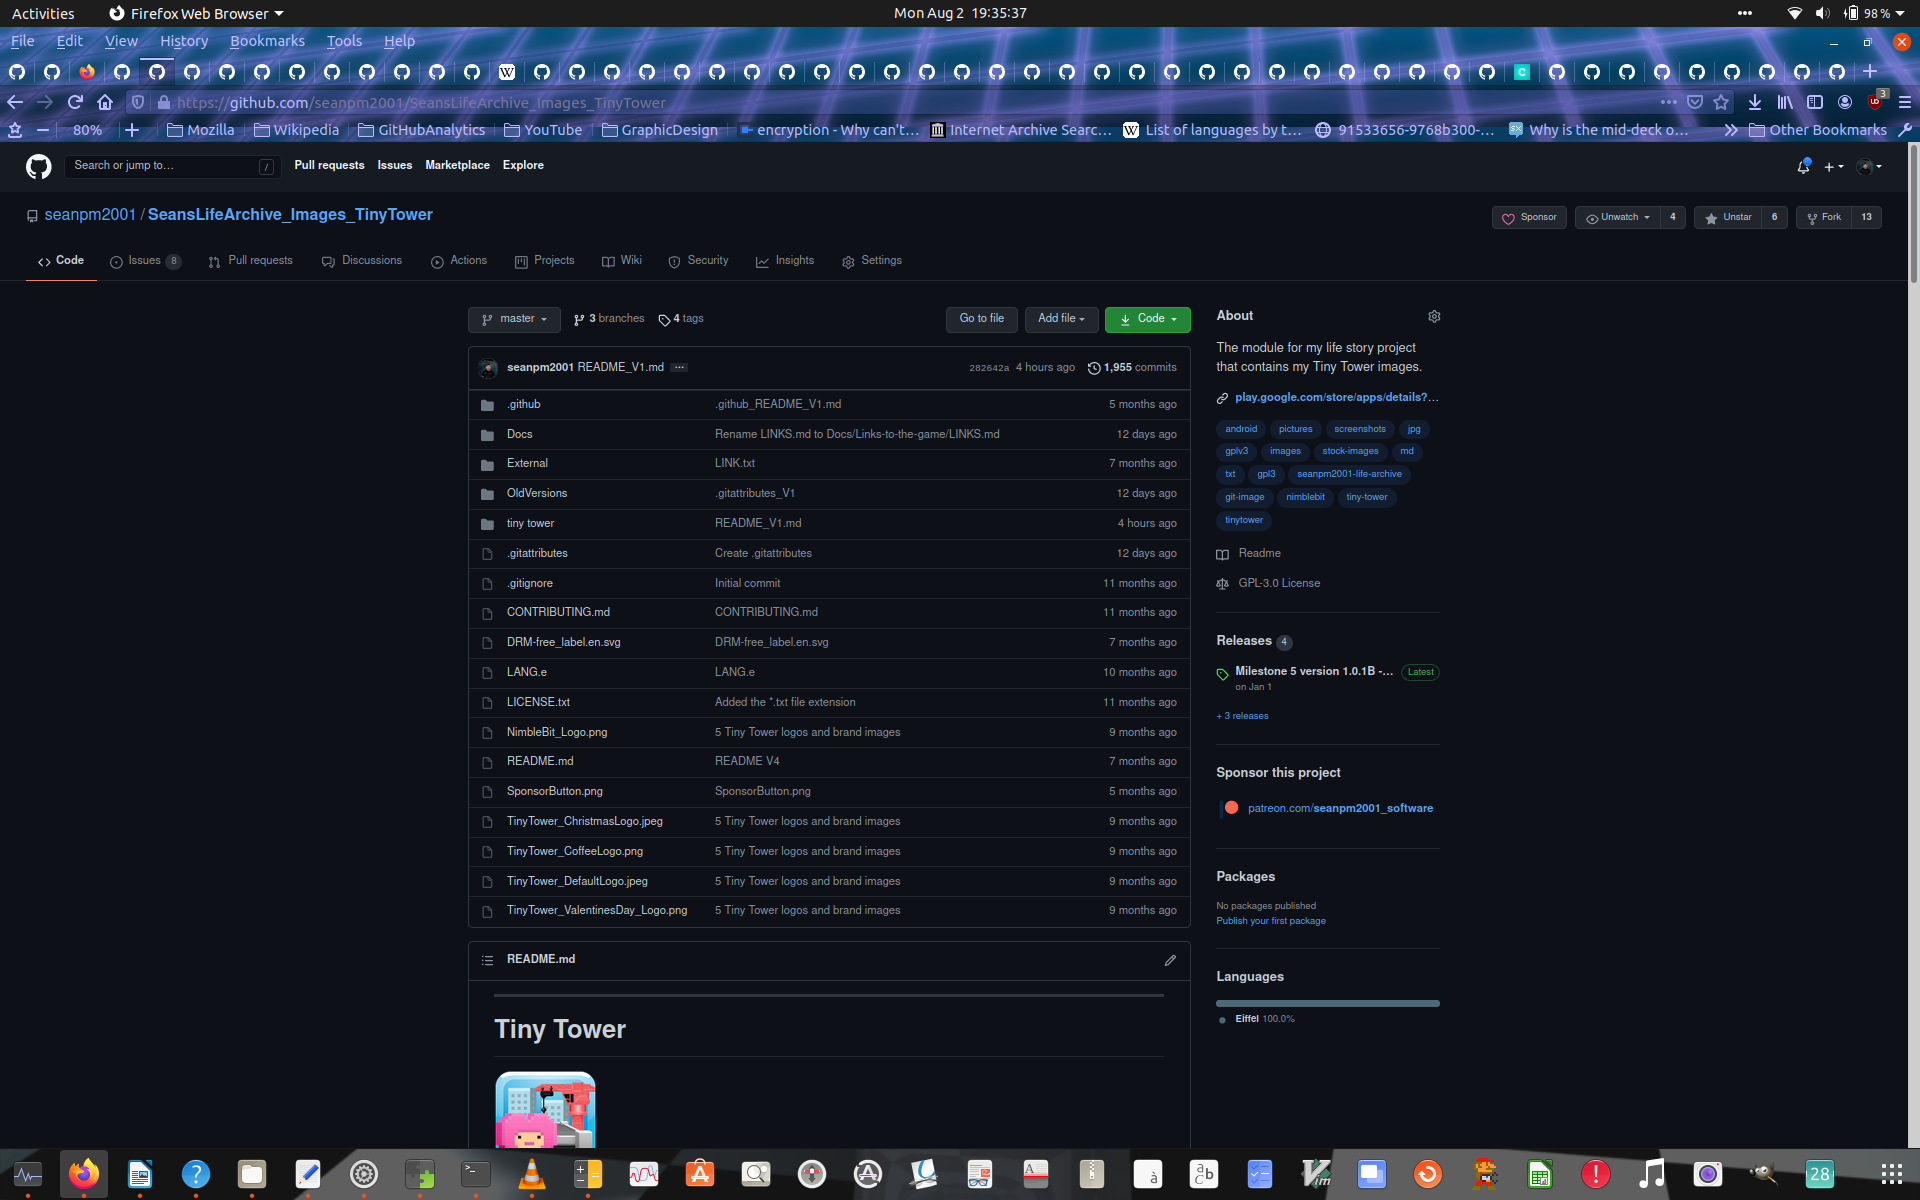 Activities Firefox Web Browser Mon Aug 2 19:35:37 98 %
File Edit View History Bookmarks Tools Help
https://github.com/seanpm2001/SeansLifeArchive_Images_TinyTower 3
80% Mozilla Wikipedia GitHubAnalytics YouTube GraphicDesign encryption - Why can't… Internet Archive Searc… List of languages by t… 91533656-9768b300-… Why is the mid-deck o… Other Bookmarks
Search or jump to… / Pull requests Issues Marketplace Explore
seanpm2001 / SeansLifeArchive_Images_TinyTower Sponsor Unwatch 4 Unstar 6 Fork 13
Code Issues 8 Pull requests Discussions Actions Projects Wiki Security Insights Settings
master 3 branches 4 tags Go to file Add file Code
seanpm2001 README_V1.md ··· 282642a 4 hours ago 1,955 commits
.github .github_README_V1.md 5 months ago
Docs Rename LINKS.md to Docs/Links-to-the-game/LINKS.md 12 days ago
External LINK.txt 7 months ago
OldVersions .gitattributes_V1 12 days ago
tiny tower README_V1.md 4 hours ago
.gitattributes Create .gitattributes 12 days ago
.gitignore Initial commit 11 months ago
CONTRIBUTING.md CONTRIBUTING.md 11 months ago
DRM-free_label.en.svg DRM-free_label.en.svg 7 months ago
LANG.e LANG.e 10 months ago
LICENSE.txt Added the *.txt file extension 11 months ago
NimbleBit_Logo.png 5 Tiny Tower logos and brand images 9 months ago
README.md README V4 7 months ago
SponsorButton.png SponsorButton.png 5 months ago
TinyTower_ChristmasLogo.jpeg 5 Tiny Tower logos and brand images 9 months ago
TinyTower_CoffeeLogo.png 5 Tiny Tower logos and brand images 9 months ago
TinyTower_DefaultLogo.jpeg 5 Tiny Tower logos and brand images 9 months ago
TinyTower_ValentinesDay_Logo.png 5 Tiny Tower logos and brand images 9 months ago
README.md
Tiny Tower
About
The module for my life story project
that contains my Tiny Tower images.
play.google.com/store/apps/details?…
android pictures screenshots jpg
gplv3 images stock-images md
txt gpl3 seanpm2001-life-archive
git-image nimblebit tiny-tower
tinytower
Readme
GPL-3.0 License
Releases 4
Milestone 5 version 1.0.1B -… Latest
on Jan 1
+ 3 releases
Sponsor this project
patreon.com/seanpm2001_software
Packages
No packages published
Publish your first package
Languages
Eiffel 100.0%
28